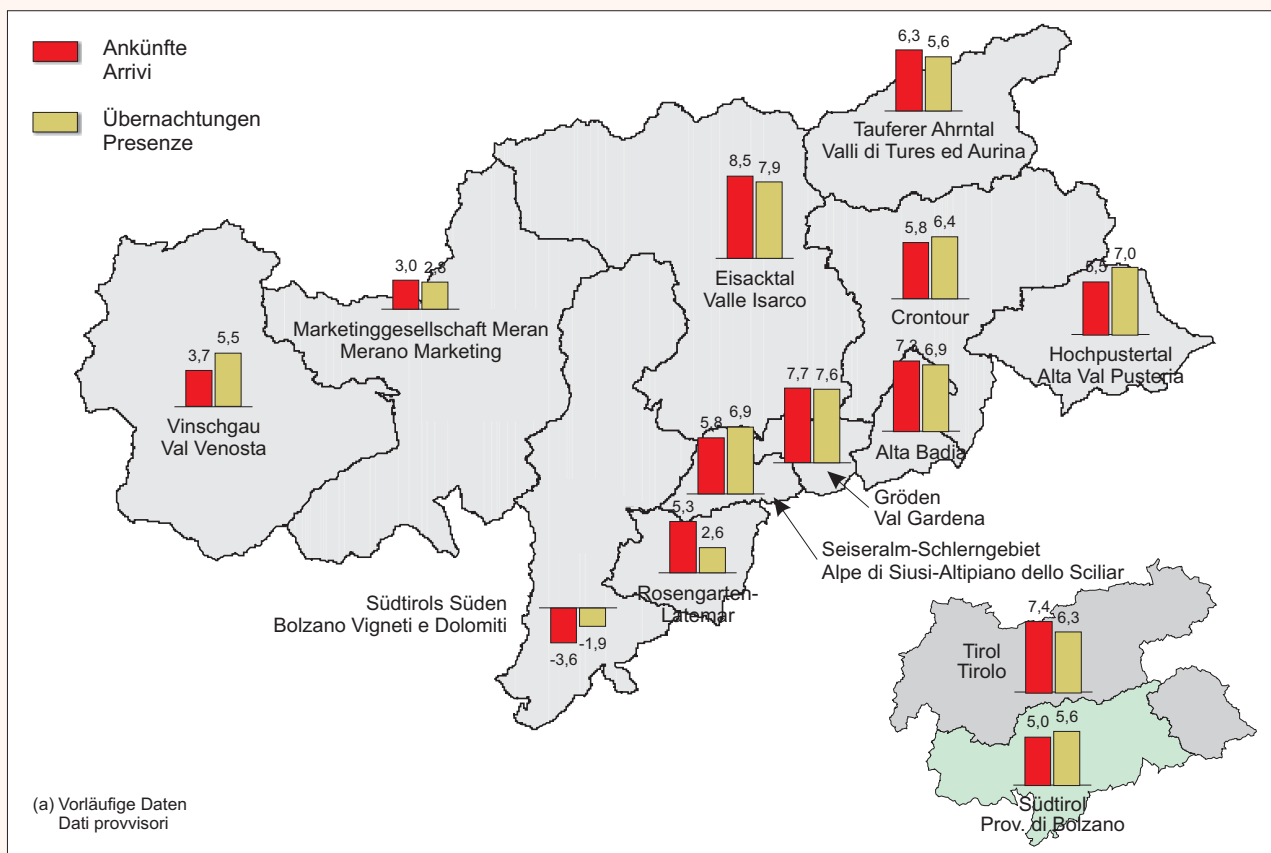 Ankünfte
Arrivi
Übernachtungen
Presenze
6,3 5,6
Tauferer Ahrntal
Valli di Tures ed Aurina
8,5 7,9
Eisacktal
Valle Isarco
5,8 6,4
Crontour
5,5 7,0
Hochpustertal
Alta Val Pusteria
3,0 2,8
Marketinggesellschaft Meran
Merano Marketing
3,7 5,5
Vinschgau
Val Venosta
7,3 6,9
Alta Badia
7,7 7,6
Gröden
Val Gardena
5,8 6,9
Seiseralm-Schlerngebiet
Alpe di Siusi-Altipiano dello Sciliar
5,3 2,6
Rosengarten-
Latemar
Südtirols Süden
Bolzano Vigneti e Dolomiti
-3,6 -1,9
7,4 6,3
Tirol
Tirolo
5,0 5,6
Südtirol
Prov. di Bolzano
(a) Vorläufige Daten
Dati provvisori